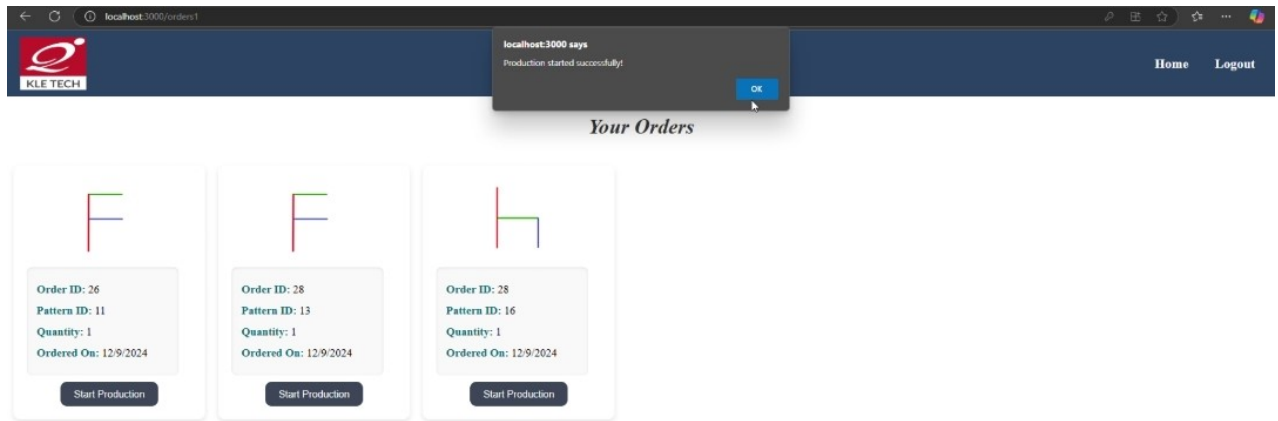 localhost:3000/orders1
localhost:3000 says
Production started successfully!
OK
KLE TECH
Home Logout
Your Orders
Order ID: 26
Pattern ID: 11
Quantity: 1
Ordered On: 12/9/2024
Start Production
Order ID: 28
Pattern ID: 13
Quantity: 1
Ordered On: 12/9/2024
Start Production
Order ID: 28
Pattern ID: 16
Quantity: 1
Ordered On: 12/9/2024
Start Production